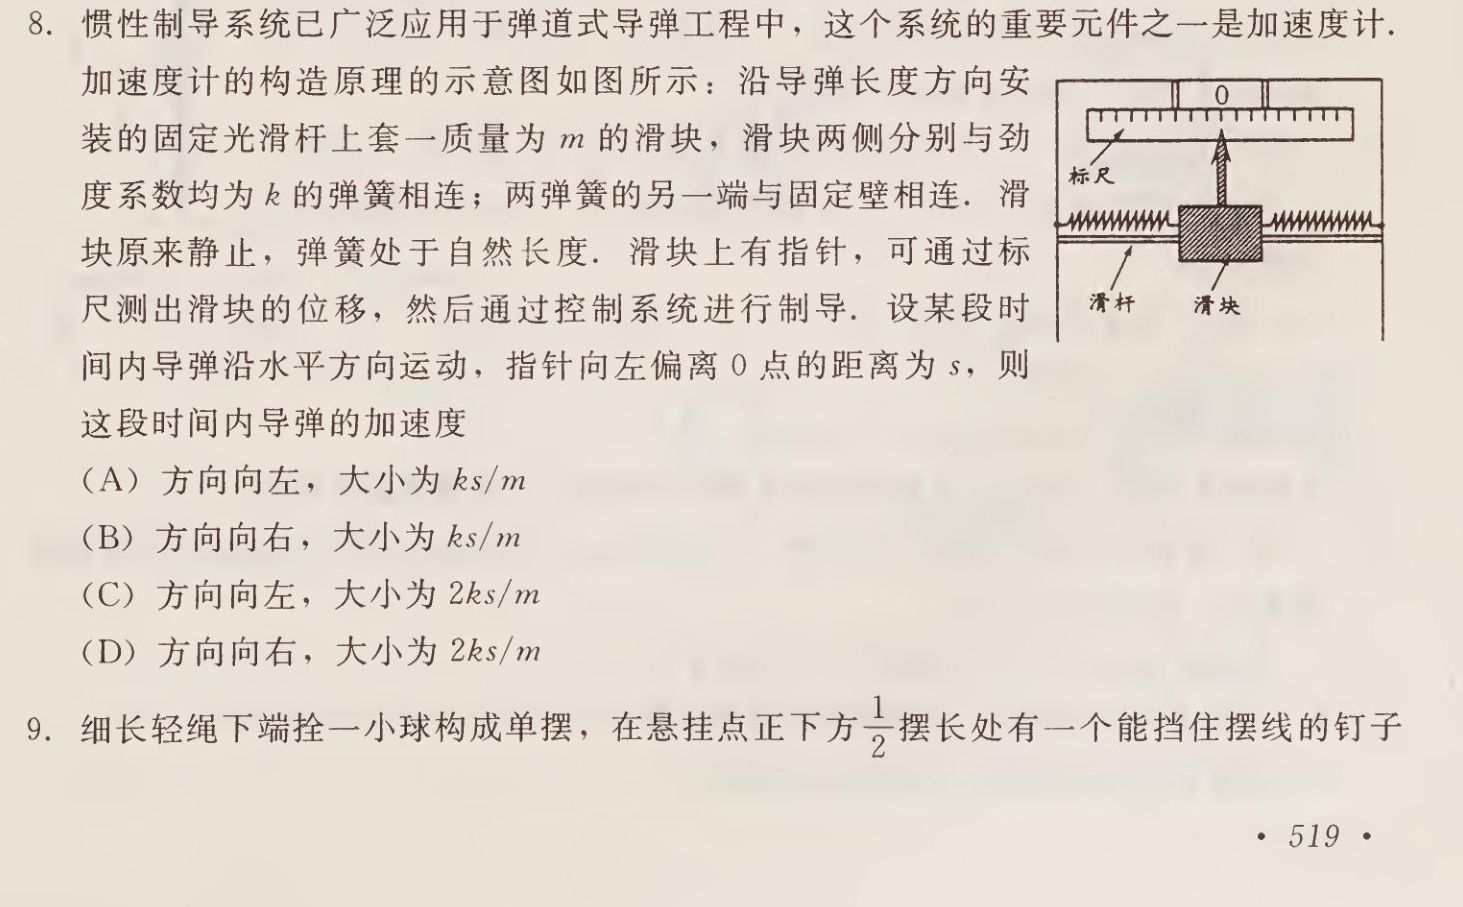 8. 惯性制导系统已广泛应用于弹道式导弹工程中，这个系统的重要元件之一是加速度计.
加速度计的构造原理的示意图如图所示：沿导弹长度方向安
装的固定光滑杆上套一质量为 m 的滑块，滑块两侧分别与劲
度系数均为 k 的弹簧相连；两弹簧的另一端与固定壁相连. 滑
块原来静止，弹簧处于自然长度. 滑块上有指针，可通过标
尺测出滑块的位移，然后通过控制系统进行制导. 设某段时
间内导弹沿水平方向运动，指针向左偏离 0 点的距离为 s，则
这段时间内导弹的加速度
0
标尺
滑杆
滑块
(A) 方向向左，大小为 ks/m
(B) 方向向右，大小为 ks/m
(C) 方向向左，大小为 2ks/m
(D) 方向向右，大小为 2ks/m
9. 细长轻绳下端拴一小球构成单摆，在悬挂点正下方 1/2 摆长处有一个能挡住摆线的钉子
· 519 ·